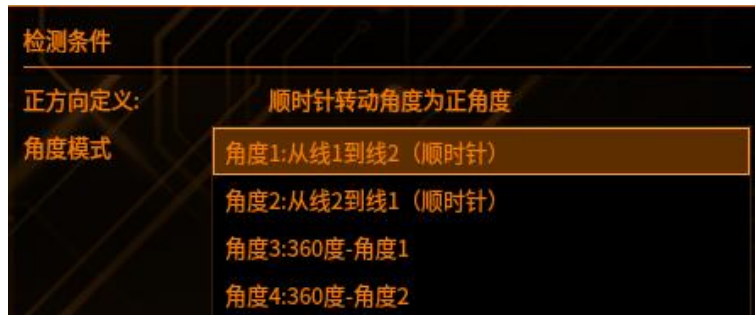 检测条件
正方向定义: 顺时针转动角度为正角度
角度模式
角度1:从线1到线2（顺时针）
角度2:从线2到线1（顺时针）
角度3:360度-角度1
角度4:360度-角度2